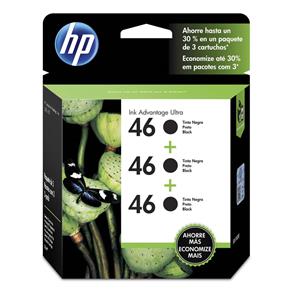 hp
Ahorre hasta un
30 % en un paquete
de 3 cartuchos*
Economize até 30%
em pacotes com 3*
Ink Advantage Ultra
46 Tinta Negra
Preto
Black
+
46 Tinta Negra
Preto
Black
+
46 Tinta Negra
Preto
Black
AHORRE
MÁS
ECONOMIZE
MAIS